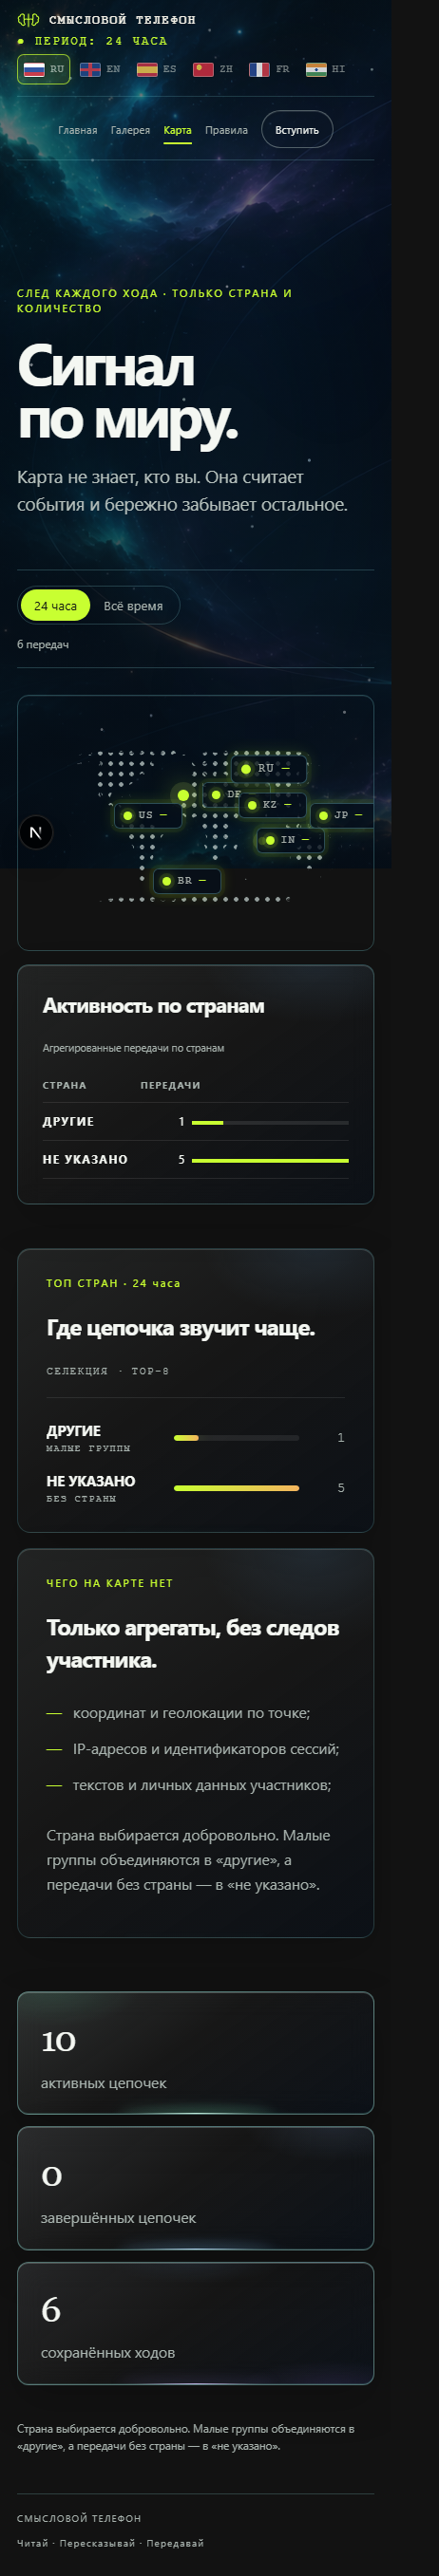 СМЫСЛОВОЙ ТЕЛЕФОН
ПЕРИОД: 24 ЧАСА
RU EN ES ZH FR HI
Главная Галерея Карта Правила Вступить
СЛЕД КАЖДОГО ХОДА · ТОЛЬКО СТРАНА И
КОЛИЧЕСТВО
Сигнал
по миру.
Карта не знает, кто вы. Она считает
события и бережно забывает остальное.
24 часа Всё время
6 передач
RU —
DE
KZ —
US —
JP —
IN —
BR —
N
Активность по странам
Агрегированные передачи по странам
СТРАНА ПЕРЕДАЧИ
ДРУГИЕ 1
НЕ УКАЗАНО 5
ТОП СТРАН · 24 часа
Где цепочка звучит чаще.
СЕЛЕКЦИЯ · TOP-8
ДРУГИЕ 1
МАЛЫЕ ГРУППЫ
НЕ УКАЗАНО 5
БЕЗ СТРАНЫ
ЧЕГО НА КАРТЕ НЕТ
Только агрегаты, без следов
участника.
— координат и геолокации по точке;
— IP-адресов и идентификаторов сессий;
— текстов и личных данных участников;
Страна выбирается добровольно. Малые
группы объединяются в «другие», а
передачи без страны — в «не указано».
10
активных цепочек
0
завершённых цепочек
6
сохранённых ходов
Страна выбирается добровольно. Малые группы объединяются в
«другие», а передачи без страны — в «не указано».
СМЫСЛОВОЙ ТЕЛЕФОН
Читай · Пересказывай · Передавай